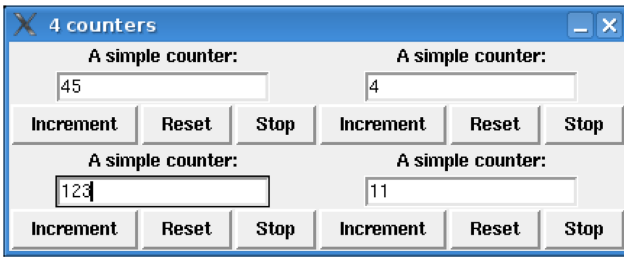 4 counters
A simple counter: A simple counter:
45 4
Increment Reset Stop Increment Reset Stop
A simple counter: A simple counter:
123 11
Increment Reset Stop Increment Reset Stop